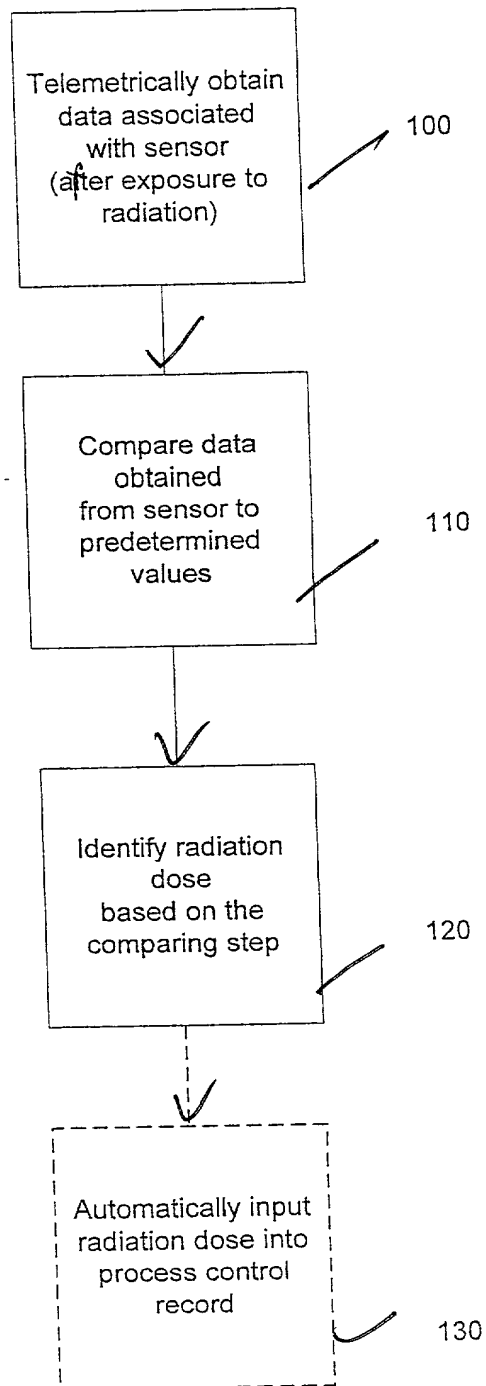 Telemetrically obtain
data associated
with sensor
(after exposure to
radiation)
100
Compare data
obtained
from sensor to
predetermined
values
110
Identify radiation
dose
based on the
comparing step
120
Automatically input
radiation dose into
process control
record
130